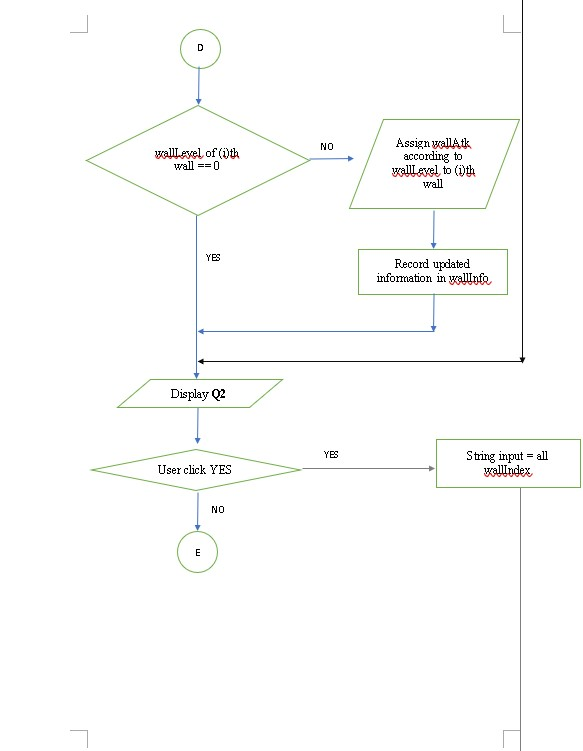 D
wallLevel of (i)th
wall == 0
NO
Assign wallAtk
according to
wallLevel to (i)th
wall
YES
Record updated
information in wallInfo
Display Q2
User click YES
YES
String input = all
wallIndex
NO
E